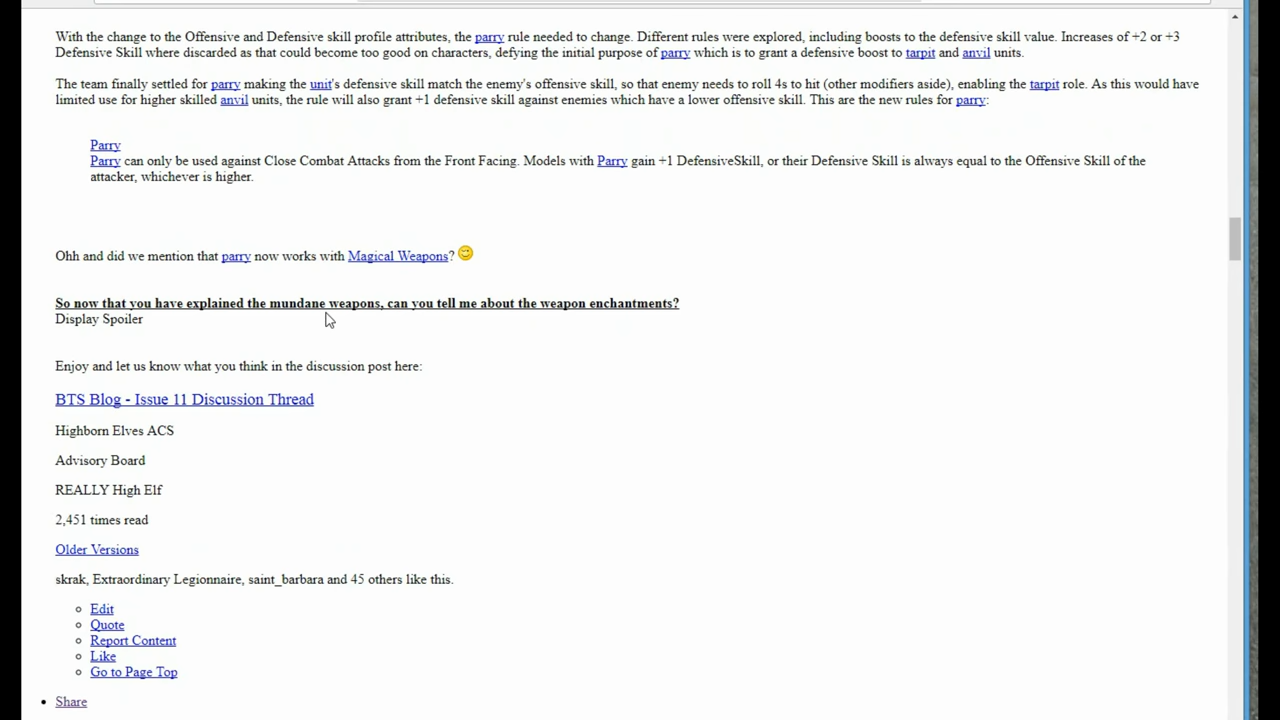 With the change to the Offensive and Defensive skill profile attributes, the parry rule needed to change. Different rules were explored, including boosts to the defensive skill value. Increases of +2 or +3
Defensive Skill where discarded as that could become too good on characters, defying the initial purpose of parry which is to grant a defensive boost to tarpit and anvil units.
The team finally settled for parry making the unit's defensive skill match the enemy's offensive skill, so that enemy needs to roll 4s to hit (other modifiers aside), enabling the tarpit role. As this would have
limited use for higher skilled anvil units, the rule will also grant +1 defensive skill against enemies which have a lower offensive skill. This are the new rules for parry:
Parry
Parry can only be used against Close Combat Attacks from the Front Facing. Models with Parry gain +1 DefensiveSkill, or their Defensive Skill is always equal to the Offensive Skill of the
attacker, whichever is higher.
Ohh and did we mention that parry now works with Magical Weapons?
So now that you have explained the mundane weapons, can you tell me about the weapon enchantments?
Display Spoiler
Enjoy and let us know what you think in the discussion post here:
BTS Blog - Issue 11 Discussion Thread
Highborn Elves ACS
Advisory Board
REALLY High Elf
2,451 times read
Older Versions
skrak, Extraordinary Legionnaire, saint_barbara and 45 others like this.
Edit
Quote
Report Content
Like
Go to Page Top
Share